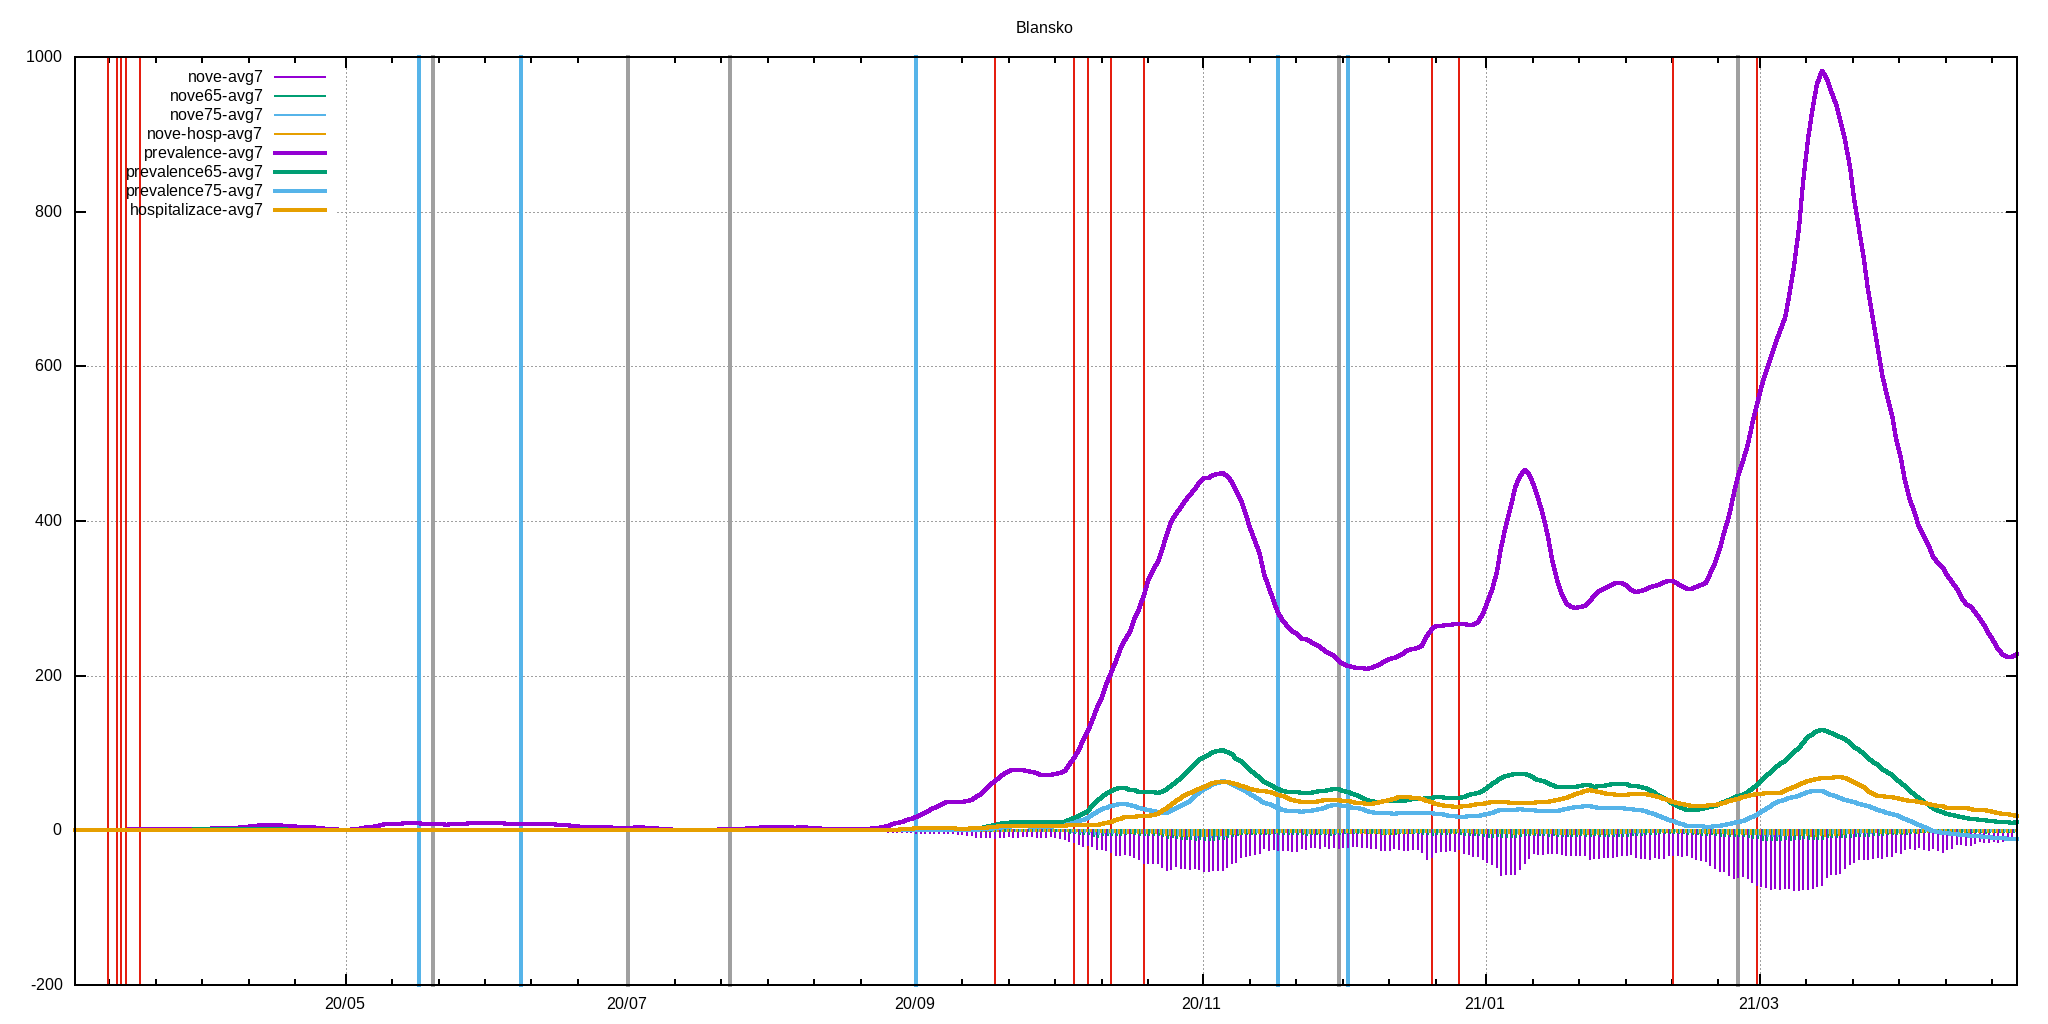 Blansko
1000
800
600
400
200
0
-200
nove-avg7
nove65-avg7
nove75-avg7
nove-hosp-avg7
prevalence-avg7
prevalence65-avg7
prevalence75-avg7
hospitalizace-avg7
20/05
20/07
20/09
20/11
21/01
21/03